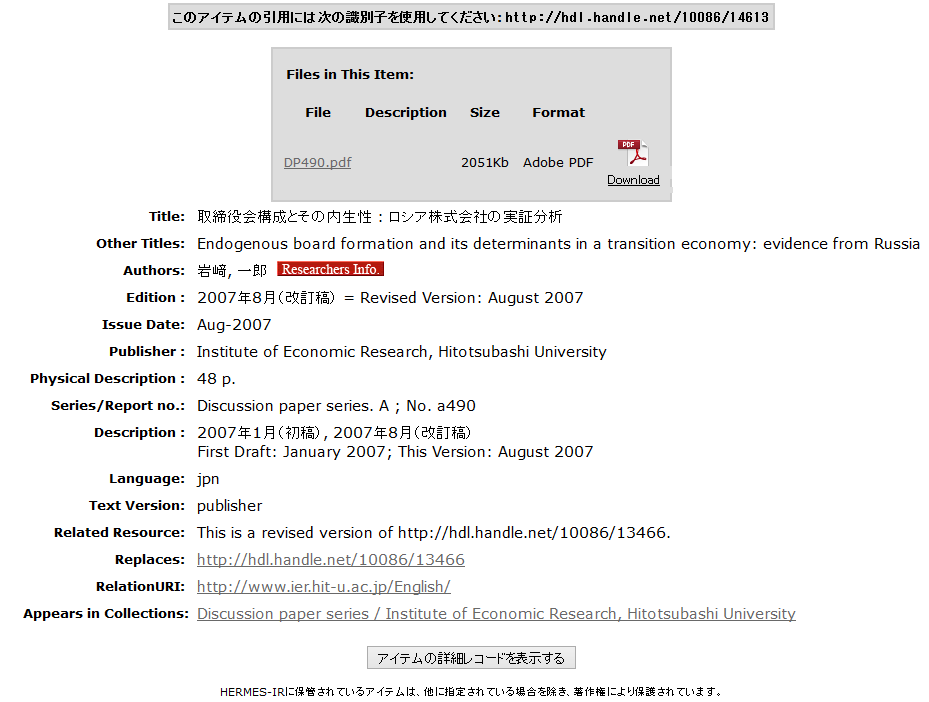 このアイテムの引用には次の識別子を使用してください: http://hdl.handle.net/10086/14613
Files in This Item:
File Description Size Format
DP490.pdf 2051Kb Adobe PDF
PDF
Download
Title: 取締役会構成とその内生性 : ロシア株式会社の実証分析
Other Titles: Endogenous board formation and its determinants in a transition economy: evidence from Russia
Authors: 岩﨑, 一郎 Researchers Info.
Edition : 2007年8月(改訂稿) = Revised Version: August 2007
Issue Date: Aug-2007
Publisher : Institute of Economic Research, Hitotsubashi University
Physical Description : 48 p.
Series/Report no.: Discussion paper series. A ; No. a490
Description : 2007年1月(初稿), 2007年8月(改訂稿)
First Draft: January 2007; This Version: August 2007
Language: jpn
Text Version: publisher
Related Resource: This is a revised version of http://hdl.handle.net/10086/13466.
Replaces: http://hdl.handle.net/10086/13466
RelationURI: http://www.ier.hit-u.ac.jp/English/
Appears in Collections: Discussion paper series / Institute of Economic Research, Hitotsubashi University
アイテムの詳細レコードを表示する
HERMES-IRに保管されているアイテムは、他に指定されている場合を除き、著作権により保護されています。